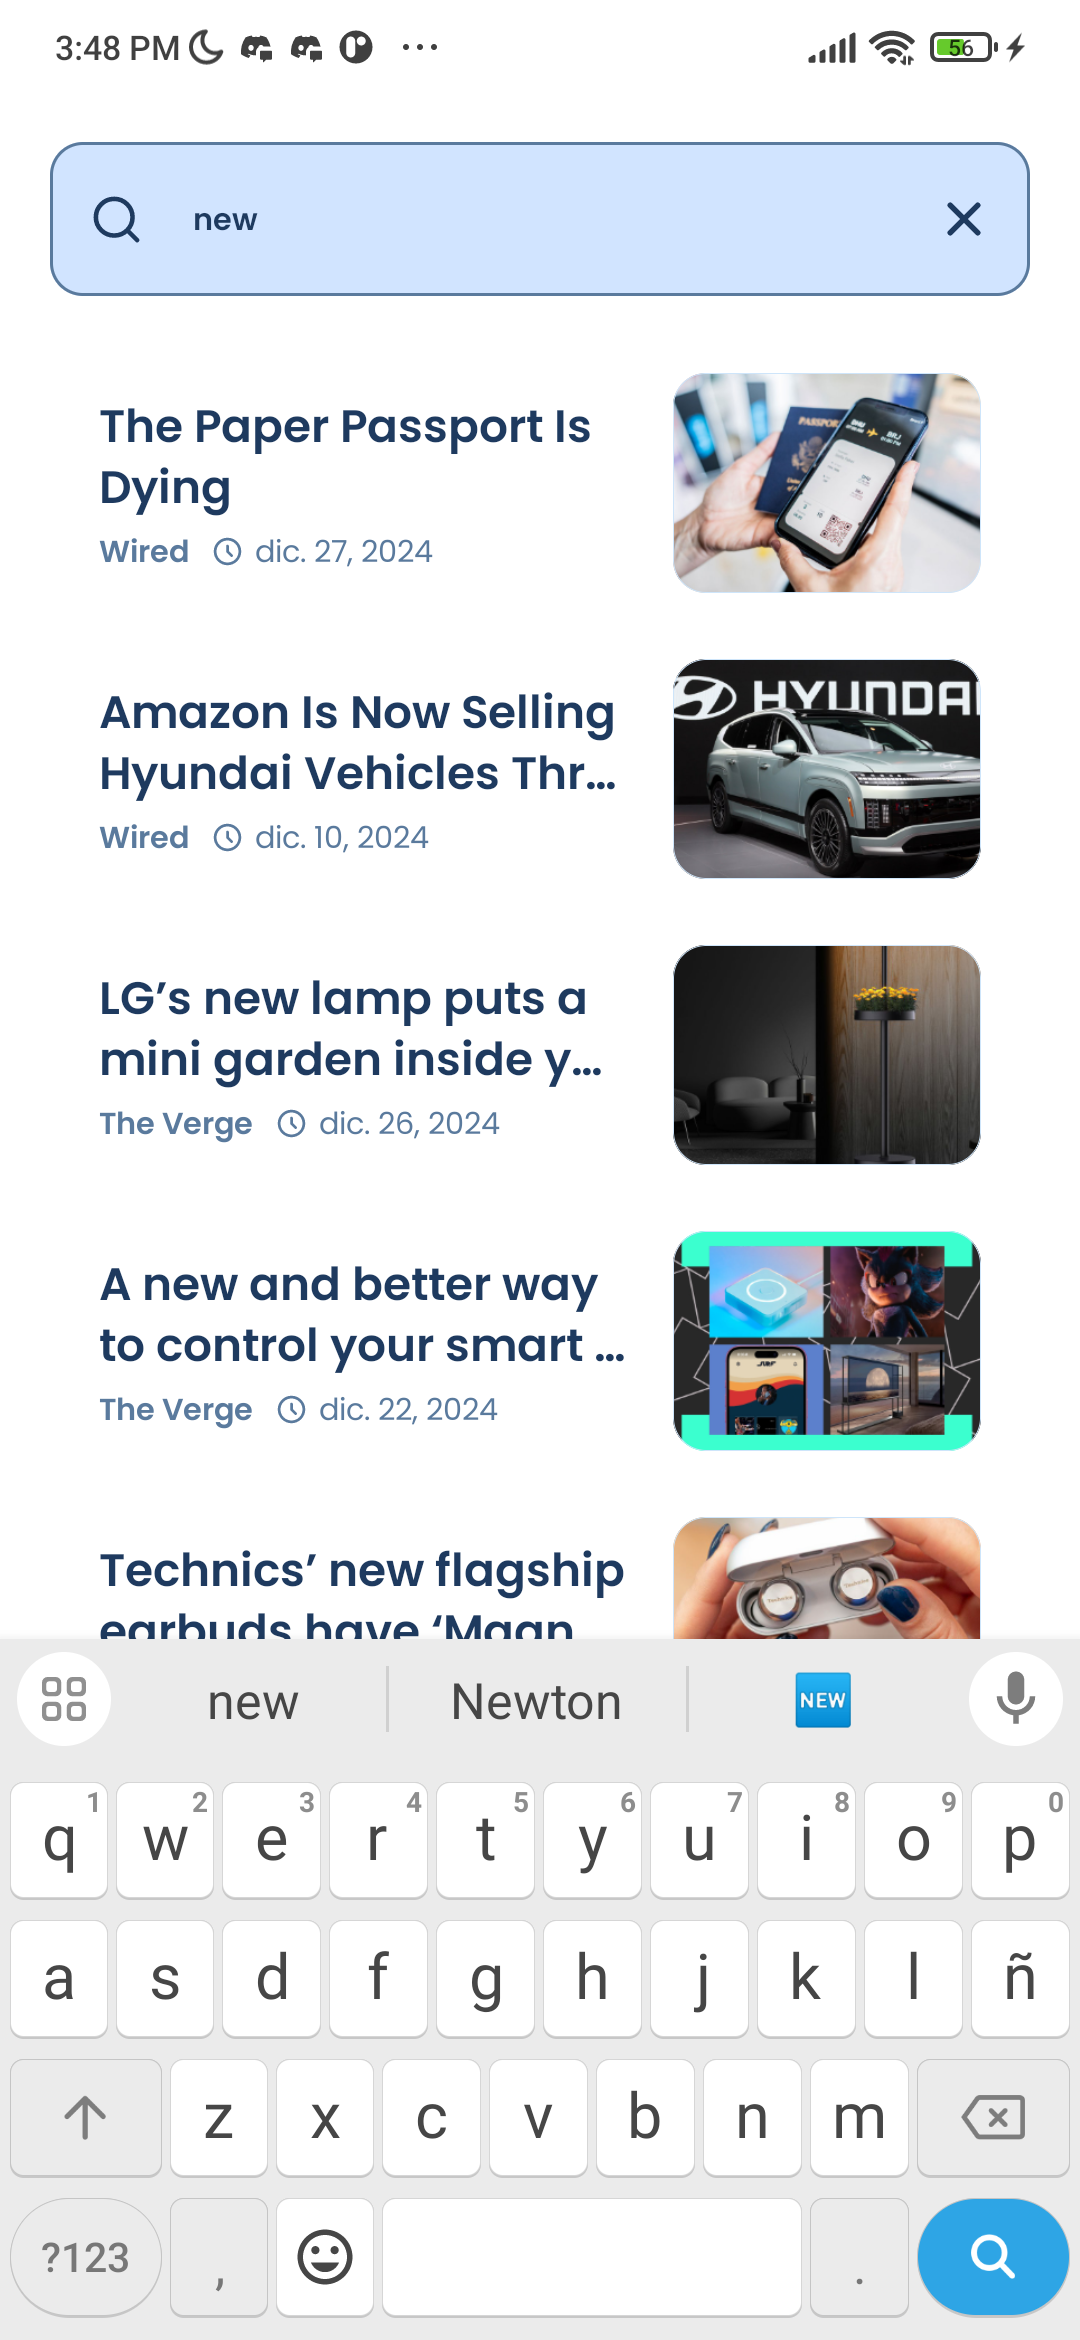 3:48 PM
56
new
The Paper Passport Is
Dying
Wired dic. 27, 2024
PASSPORT
Amazon Is Now Selling
Hyundai Vehicles Thr...
Wired dic. 10, 2024
HYUNDAI
LG’s new lamp puts a
mini garden inside y...
The Verge dic. 26, 2024
A new and better way
to control your smart ...
The Verge dic. 22, 2024
Technics’ new flagship
earbuds have ‘Magn
new Newton NEW
1 2 3 4 5 6 7 8 9 0
q w e r t y u i o p
a s d f g h j k l ñ
z x c v b n m
?123 , .